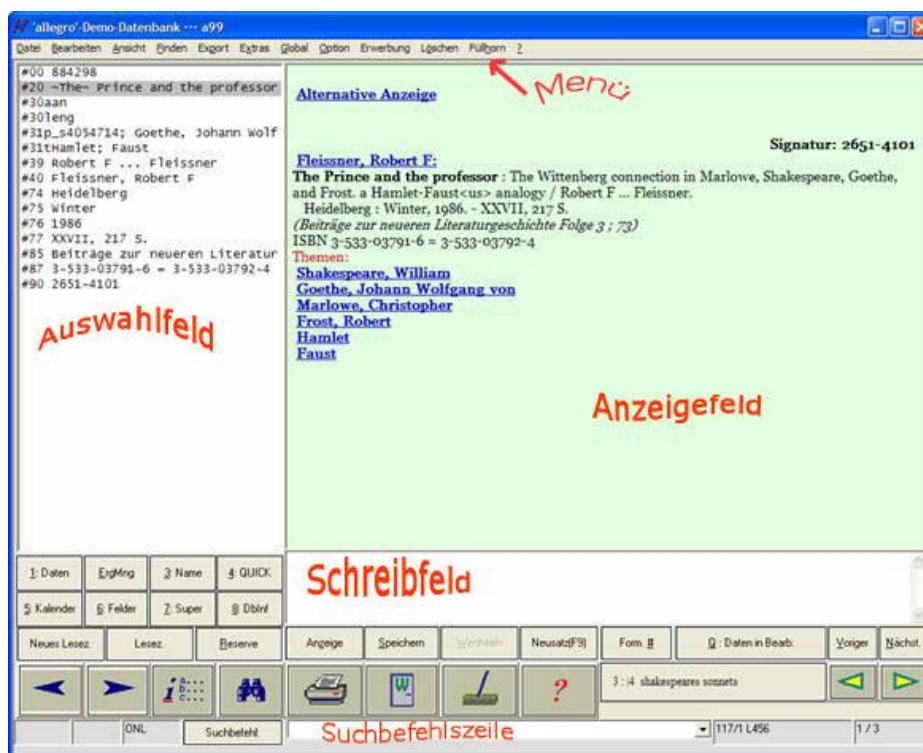 'allegro'-Demo-Datenbank --- a99
Datei Bearbeiten Ansicht Finden Export Extras Global Option Erwerbung Löschen Füllhorn ?
Menü
#00 884298
#20 ¬The¬ Prince and the professor
#30aan
#30leng
#31p_s4054714; Goethe, Johann Wolf
#31tHamlet; Faust
#39 Robert F ... Fleissner
#40 Fleissner, Robert F
#74 Heidelberg
#75 Winter
#76 1986
#77 XXVII, 217 S.
#85 Beiträge zur neueren Literatur
#87 3-533-03791-6 = 3-533-03792-4
#90 2651-4101
Auswahlfeld
Alternative Anzeige
Signatur: 2651-4101
Fleissner, Robert F:
The Prince and the professor : The Wittenberg connection in Marlowe, Shakespeare, Goethe,
and Frost. a Hamlet-Faust<us> analogy / Robert F ... Fleissner.
Heidelberg : Winter, 1986. - XXVII, 217 S.
(Beiträge zur neueren Literaturgeschichte Folge 3 ; 73)
ISBN 3-533-03791-6 = 3-533-03792-4
Themen:
Shakespeare, William
Goethe, Johann Wolfgang von
Marlowe, Christopher
Frost, Robert
Hamlet
Faust
Anzeigefeld
1: Daten ErgMng 3: Name 4: QUICK
5: Kalender 6: Felder 7: Super 8: DbInf
Schreibfeld
Neues Lesez. Lesez. Reserve Anzeige Speichern Wechseln Neusatz(F9) Form. # Q : Daten in Bearb. Voriger Nächst.
i a: b: c: W ? 3 : |4 shakespeares sonnets
ONL Suchbefehl Suchbefehlszeile 117/1 L456 1 / 3